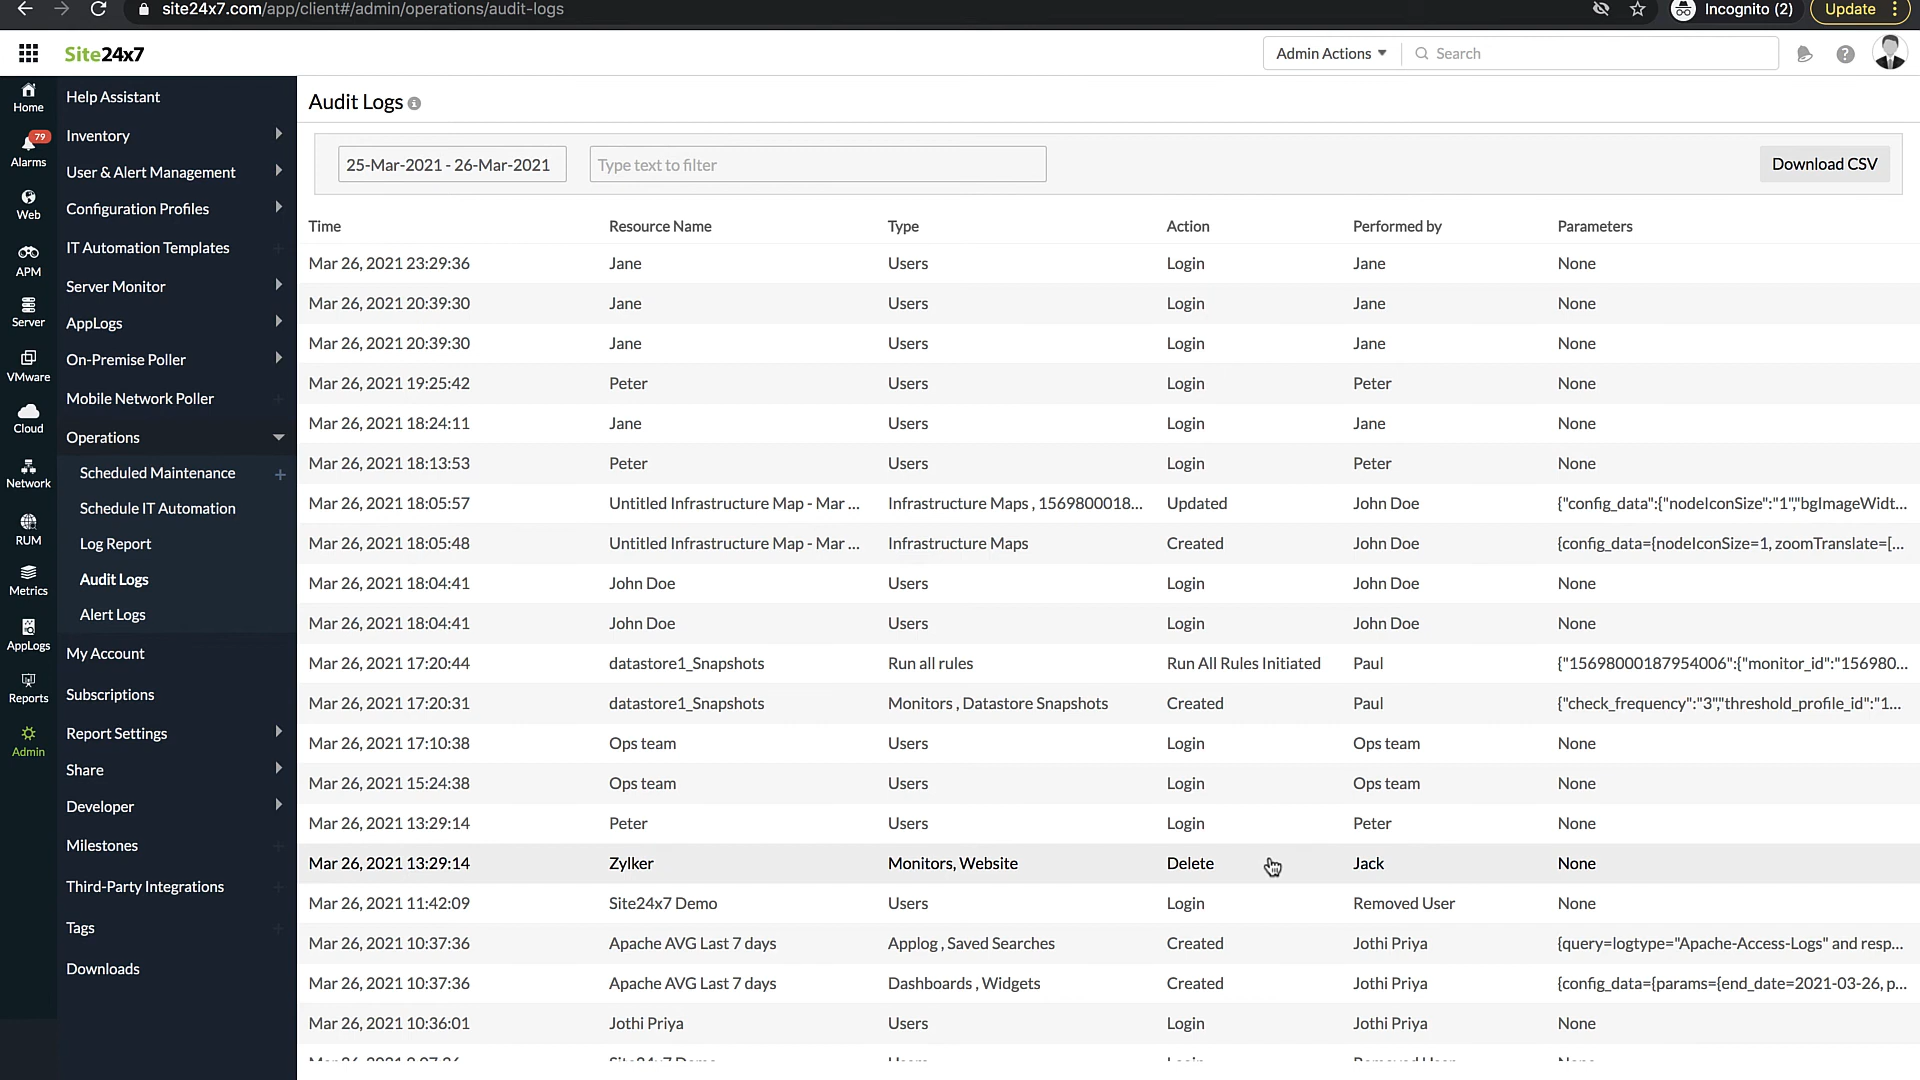 site24x7.com/app/client#/admin/operations/audit-logs
Incognito (2)
Update
Site24x7
Admin Actions
Search
Home
79
Alarms
Web
APM
Server
VMware
Cloud
Network
RUM
Metrics
AppLogs
Reports
Admin
Help Assistant
Inventory
User & Alert Management
Configuration Profiles
IT Automation Templates
Server Monitor
AppLogs
On-Premise Poller
Mobile Network Poller
Operations
Scheduled Maintenance
Schedule IT Automation
Log Report
Audit Logs
Alert Logs
My Account
Subscriptions
Report Settings
Share
Developer
Milestones
Third-Party Integrations
Tags
Downloads
Audit Logs
25-Mar-2021 - 26-Mar-2021
Type text to filter
Download CSV
Time Resource Name Type Action Performed by Parameters
Mar 26, 2021 23:29:36 Jane Users Login Jane None
Mar 26, 2021 20:39:30 Jane Users Login Jane None
Mar 26, 2021 20:39:30 Jane Users Login Jane None
Mar 26, 2021 19:25:42 Peter Users Login Peter None
Mar 26, 2021 18:24:11 Jane Users Login Jane None
Mar 26, 2021 18:13:53 Peter Users Login Peter None
Mar 26, 2021 18:05:57 Untitled Infrastructure Map - Mar ... Infrastructure Maps , 1569800018... Updated John Doe {"config_data":{"nodeIconSize":"1","bgImageWidt...
Mar 26, 2021 18:05:48 Untitled Infrastructure Map - Mar ... Infrastructure Maps Created John Doe {config_data={nodeIconSize=1, zoomTranslate=[...
Mar 26, 2021 18:04:41 John Doe Users Login John Doe None
Mar 26, 2021 18:04:41 John Doe Users Login John Doe None
Mar 26, 2021 17:20:44 datastore1_Snapshots Run all rules Run All Rules Initiated Paul {"15698000187954006":{"monitor_id":"156980...
Mar 26, 2021 17:20:31 datastore1_Snapshots Monitors , Datastore Snapshots Created Paul {"check_frequency":"3","threshold_profile_id":"1...
Mar 26, 2021 17:10:38 Ops team Users Login Ops team None
Mar 26, 2021 15:24:38 Ops team Users Login Ops team None
Mar 26, 2021 13:29:14 Peter Users Login Peter None
Mar 26, 2021 13:29:14 Zylker Monitors, Website Delete Jack None
Mar 26, 2021 11:42:09 Site24x7 Demo Users Login Removed User None
Mar 26, 2021 10:37:36 Apache AVG Last 7 days Applog , Saved Searches Created Jothi Priya {query=logtype="Apache-Access-Logs" and resp...
Mar 26, 2021 10:37:36 Apache AVG Last 7 days Dashboards , Widgets Created Jothi Priya {config_data={params={end_date=2021-03-26, p...
Mar 26, 2021 10:36:01 Jothi Priya Users Login Jothi Priya None